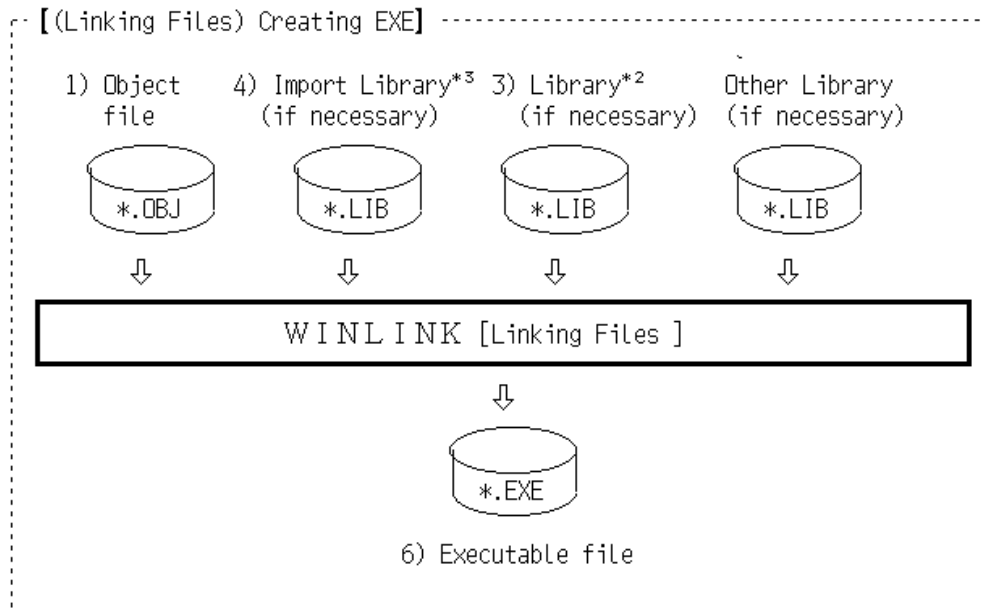 【(Linking Files) Creating EXE】
1) Object file
4) Import Library*3 (if necessary)
3) Library*2 (if necessary)
Other Library (if necessary)
*.OBJ
*.LIB
*.LIB
*.LIB
WINLINK [Linking Files ]
*.EXE
6) Executable file